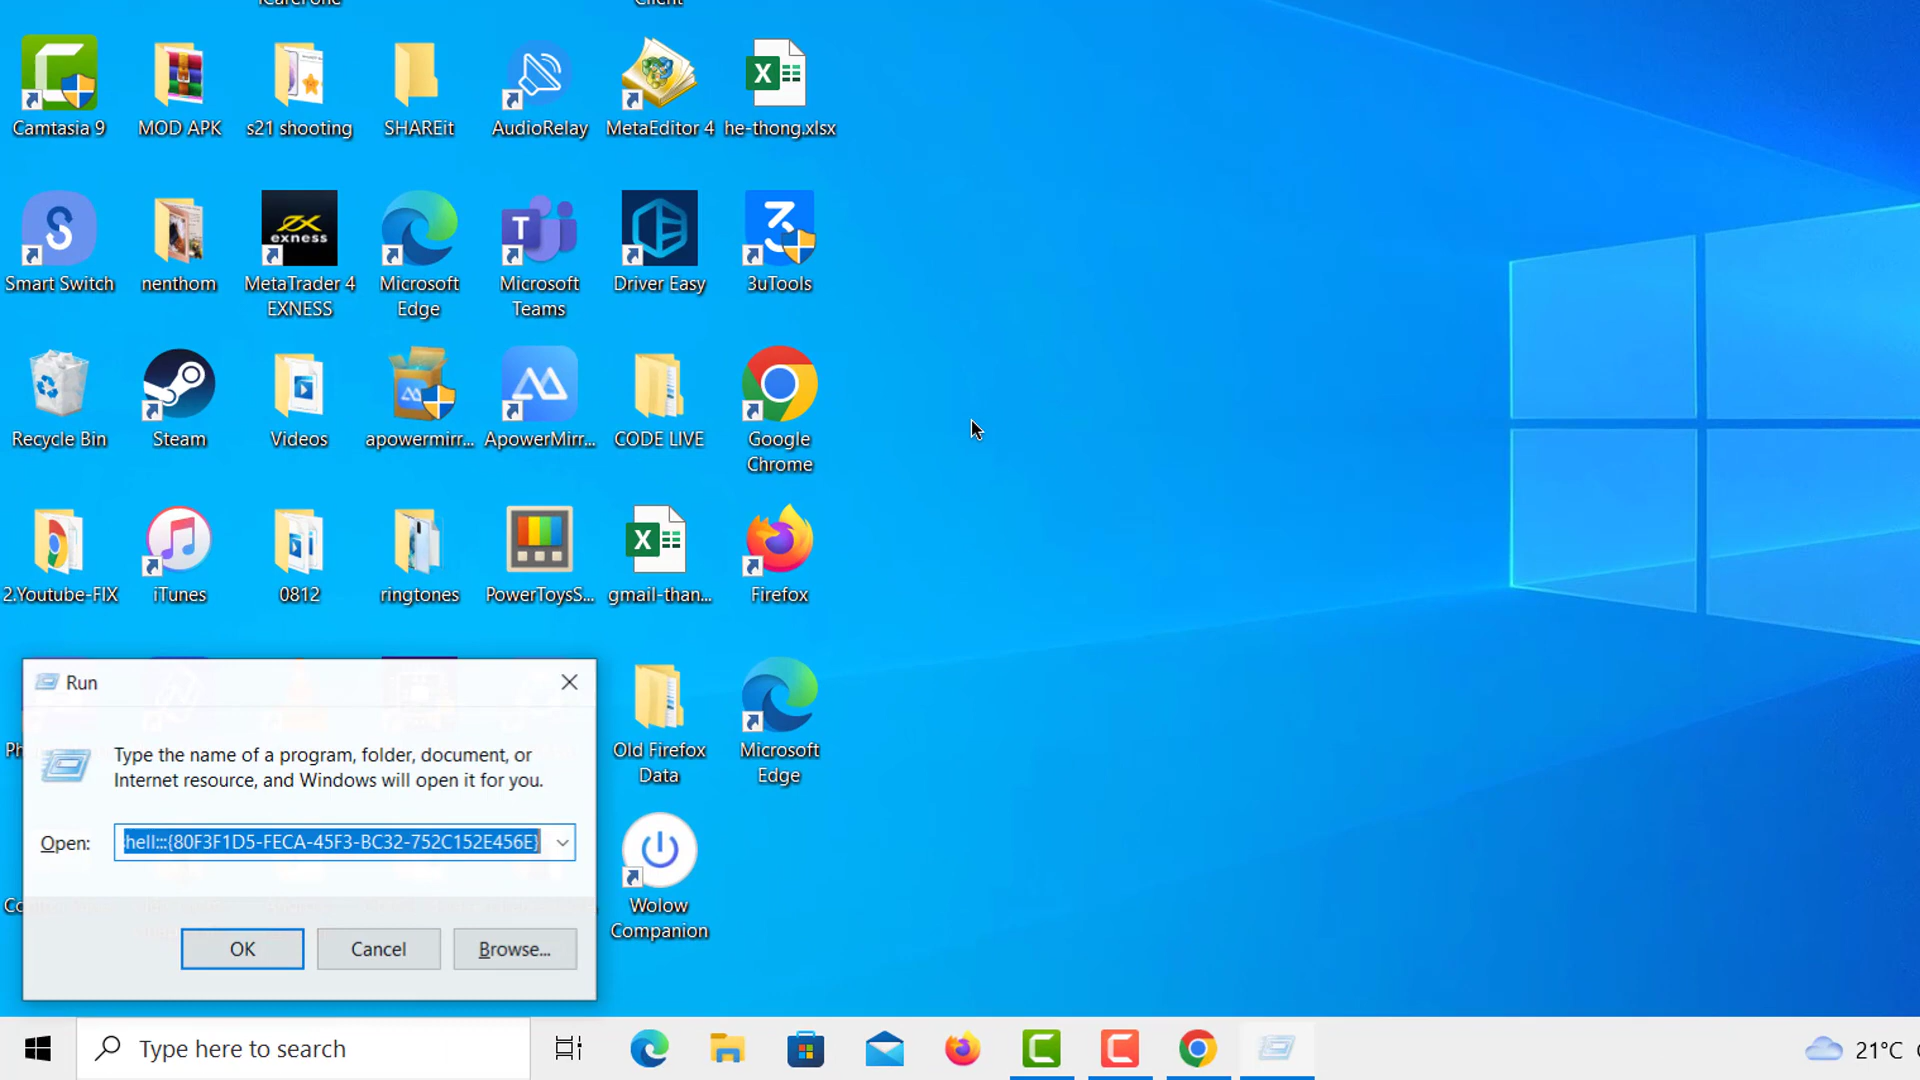 Client
Camtasia 9
MOD APK
s21 shooting
SHAREit
AudioRelay
MetaEditor 4
he-thong.xlsx
Smart Switch
nenthom
exness
MetaTrader 4
EXNESS
Microsoft
Edge
Microsoft
Teams
Driver Easy
3uTools
Recycle Bin
Steam
Videos
apowermirr...
ApowerMirr...
CODE LIVE
Google
Chrome
2.Youtube-FIX
iTunes
0812
ringtones
PowerToysS...
gmail-than...
Firefox
Old Firefox
Data
Microsoft
Edge
Wolow
Companion
Run
Type the name of a program, folder, document, or
Internet resource, and Windows will open it for you.
Open:
hell:::{80F3F1D5-FECA-45F3-BC32-752C152E456E}
OK
Cancel
Browse...
Type here to search
21°C